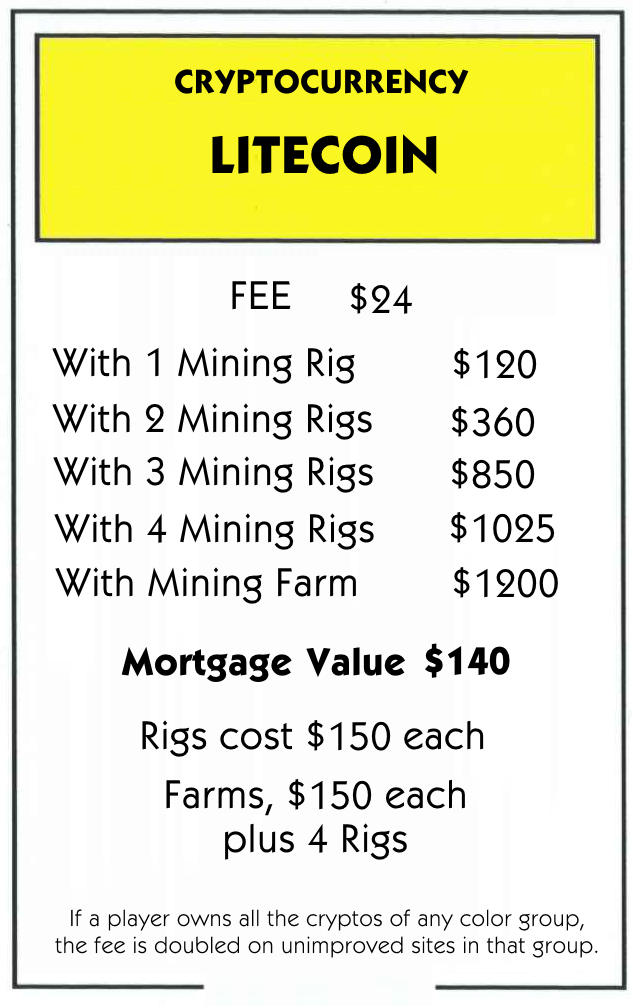 CRYPTOCURRENCY
LITECOIN
FEE $24
With 1 Mining Rig $120
With 2 Mining Rigs $360
With 3 Mining Rigs $850
With 4 Mining Rigs $1025
With Mining Farm $1200
Mortgage Value $140
Rigs cost $150 each
Farms, $150 each
plus 4 Rigs
If a player owns all the cryptos of any color group,
the fee is doubled on unimproved sites in that group.